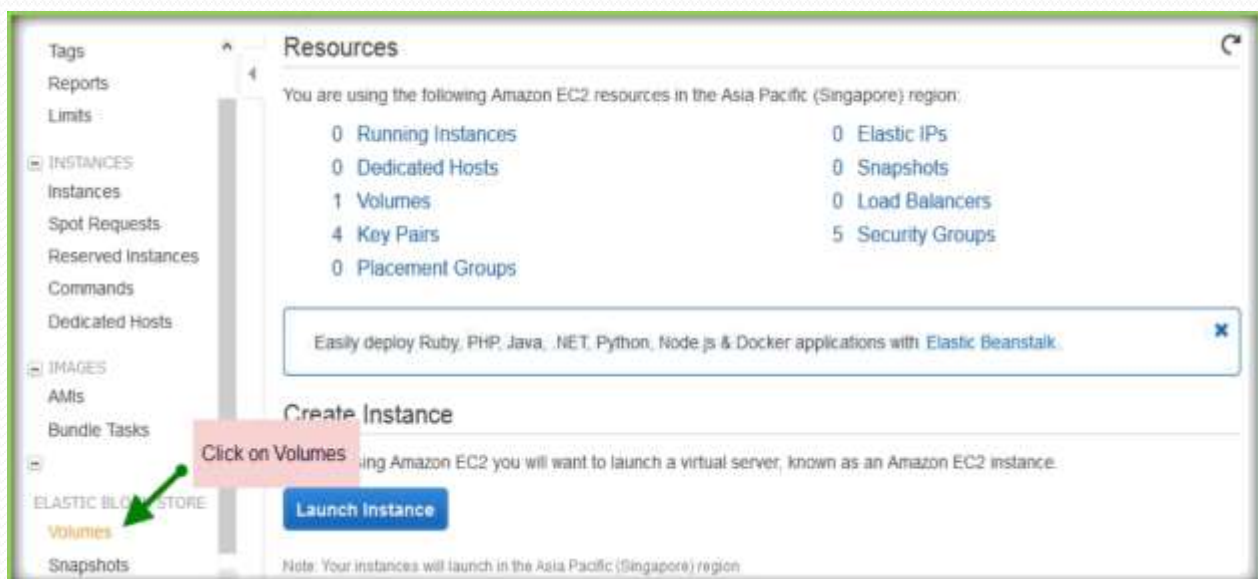 Tags
Reports
Limits
INSTANCES
Instances
Spot Requests
Reserved Instances
Commands
Dedicated Hosts
IMAGES
AMIs
Bundle Tasks
ELASTIC BLOCK STORE
Volumes
Snapshots
Click on Volumes
Resources
You are using the following Amazon EC2 resources in the Asia Pacific (Singapore) region:
0 Running Instances
0 Dedicated Hosts
1 Volumes
4 Key Pairs
0 Placement Groups
0 Elastic IPs
0 Snapshots
0 Load Balancers
5 Security Groups
Easily deploy Ruby, PHP, Java, .NET, Python, Node.js & Docker applications with Elastic Beanstalk.
Create Instance
Amazon EC2 you will want to launch a virtual server, known as an Amazon EC2 instance.
Launch Instance
Note: Your instances will launch in the Asia Pacific (Singapore) region